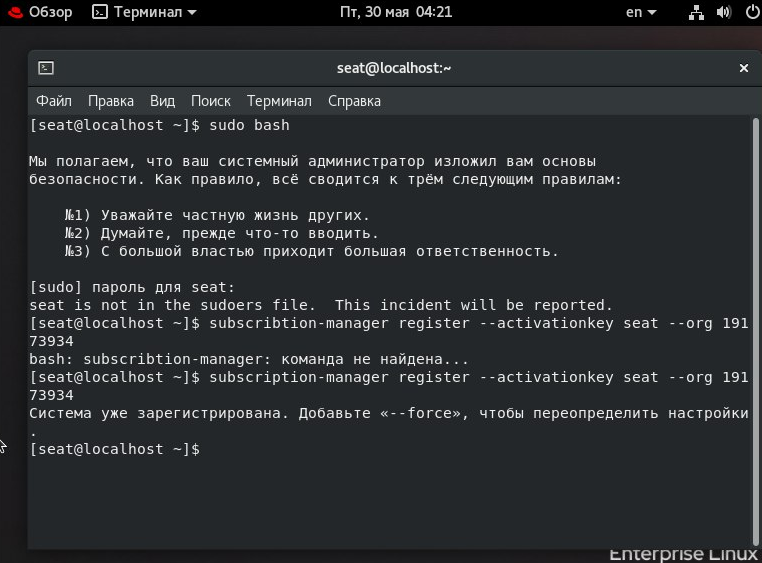 Обзор Терминал Пт, 30 мая 04:21 en
seat@localhost:~
Файл Правка Вид Поиск Терминал Справка
[seat@localhost ~]$ sudo bash
Мы полагаем, что ваш системный администратор изложил вам основы
безопасности. Как правило, всё сводится к трём следующим правилам:
№1) Уважайте частную жизнь других.
№2) Думайте, прежде что-то вводить.
№3) С большой властью приходит большая ответственность.
[sudo] пароль для seat:
seat is not in the sudoers file.  This incident will be reported.
[seat@localhost ~]$ subscribtion-manager register --activationkey seat --org 191
73934
bash: subscribtion-manager: команда не найдена...
[seat@localhost ~]$ subscription-manager register --activationkey seat --org 191
73934
Система уже зарегистрирована. Добавьте «--force», чтобы переопределить настройки
.
[seat@localhost ~]$
Enterprise Linux